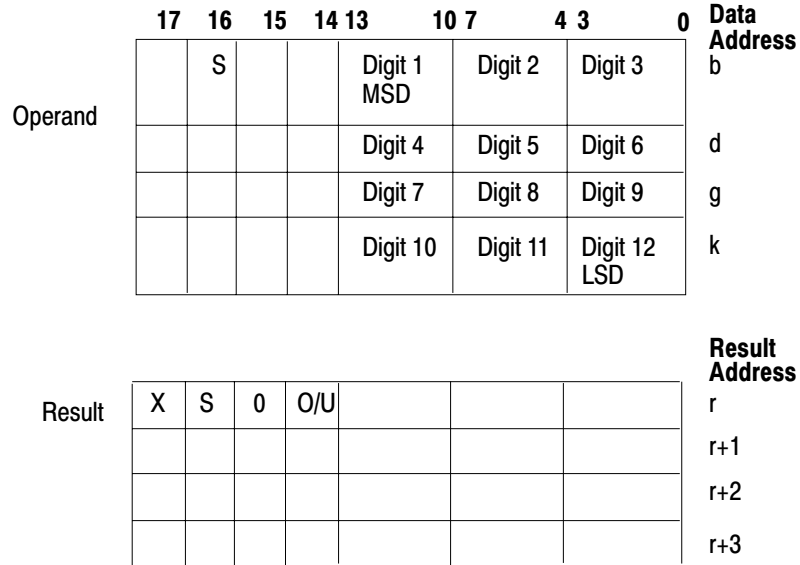 17 16 15 14 13 10 7 4 3 0 Data Address
Operand
S Digit 1 MSD Digit 2 Digit 3 b
Digit 4 Digit 5 Digit 6 d
Digit 7 Digit 8 Digit 9 g
Digit 10 Digit 11 Digit 12 LSD k
Result Address
Result X S 0 O/U r
r+1
r+2
r+3